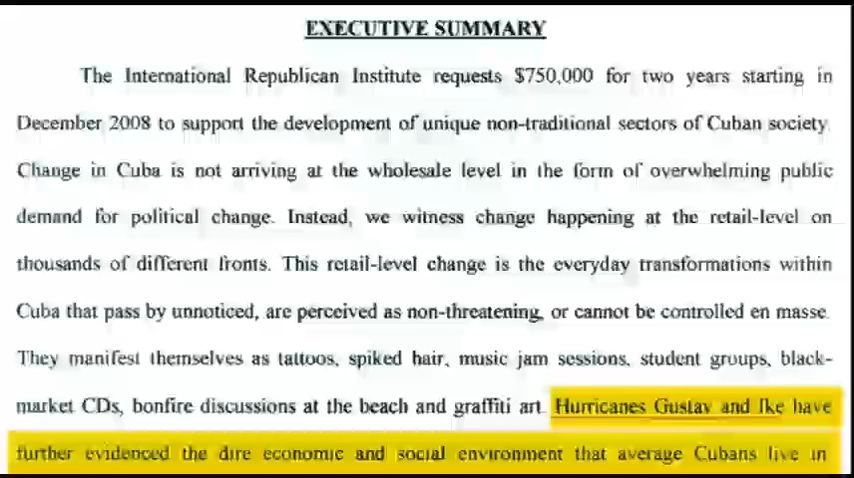 EXECUTIVE SUMMARY
The International Republican Institute requests $750,000 for two years starting in
December 2008 to support the development of unique non-traditional sectors of Cuban society.
Change in Cuba is not arriving at the wholesale level in the form of overwhelming public
demand for political change. Instead, we witness change happening at the retail-level on
thousands of different fronts. This retail-level change is the everyday transformations within
Cuba that pass by unnoticed, are perceived as non-threatening, or cannot be controlled en masse.
They manifest themselves as tattoos, spiked hair, music jam sessions, student groups, black-
market CDs, bonfire discussions at the beach and graffiti art. Hurricanes Gustav and Ike have
further evidenced the dire economic and social environment that average Cubans live in